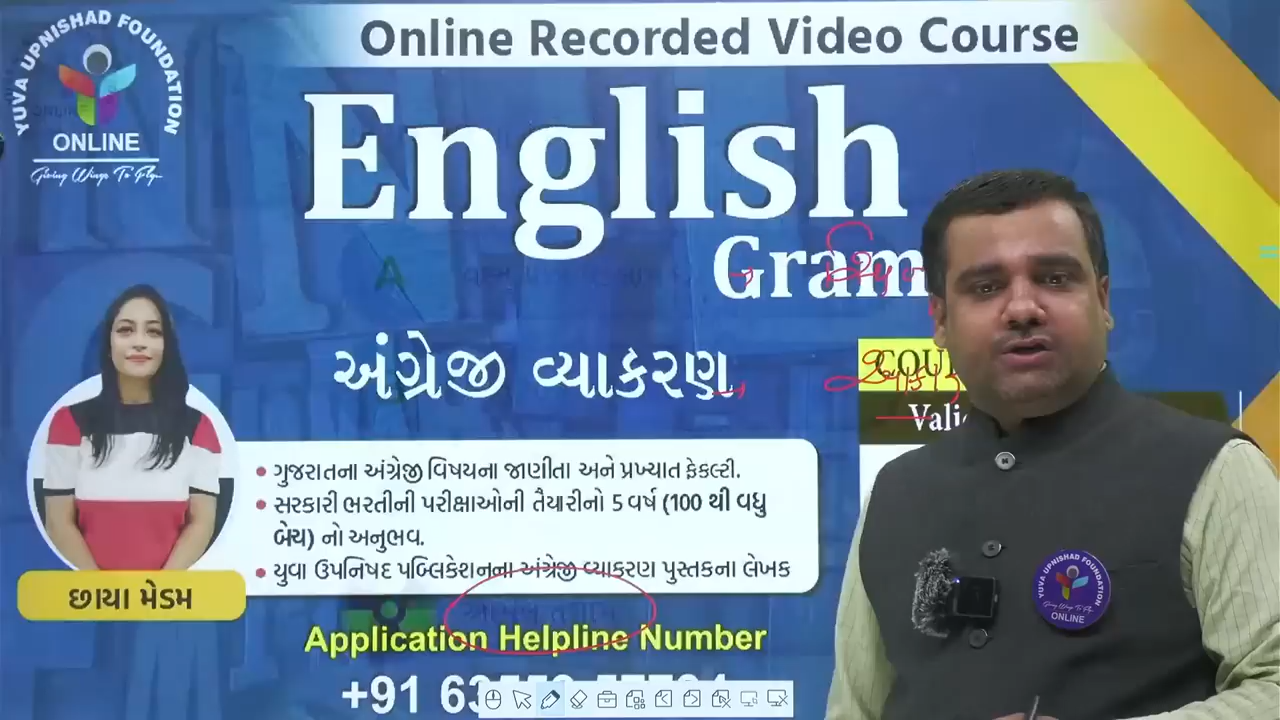 YUVA UPNISHAD FOUNDATION
ONLINE
Giving Wings To Fly...
Online Recorded Video Course
English
Gram
અંગ્રેજી વ્યાકરણ
COU
Vali
• ગુજરાતના અંગ્રેજી વિષયના જાણીતા અને પ્રખ્યાત ફેકલ્ટી.
• સરકારી ભરતીની પરીક્ષાઓની તૈયારીનો 5 વર્ષ (100 થી વધુ
બેચ) નો અનુભવ.
• યુવા ઉપનિષદ પબ્લિકેશનના અંગ્રેજી વ્યાકરણ પુસ્તકના લેખક
છાયા મેડમ
Application Helpline Number
+91 63
YUVA UPNISHAD FOUNDATION
ONLINE